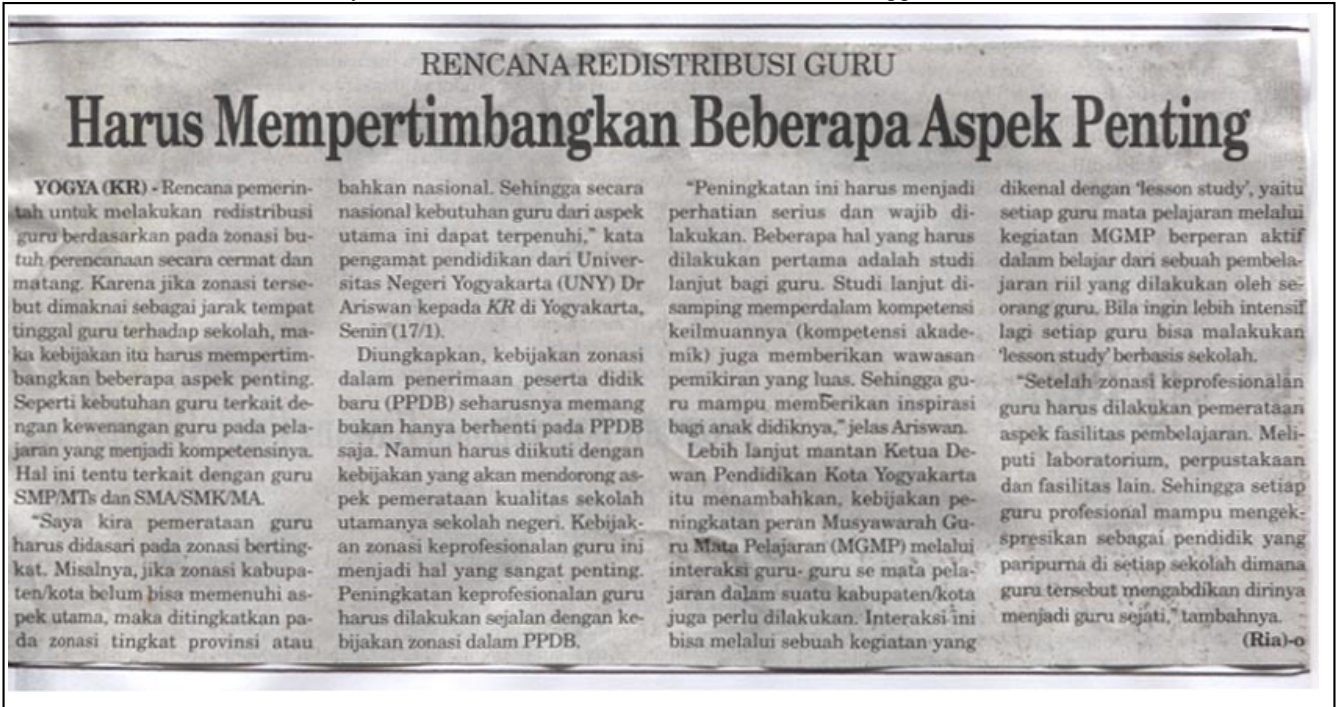 RENCANA REDISTRIBUSI GURU
Harus Mempertimbangkan Beberapa Aspek Penting
YOGYA (KR) - Rencana pemerin-
tah untuk melakukan redistribusi
guru berdasarkan pada zonasi bu-
tuh perencanaan secara cermat dan
matang. Karena jika zonasi terse-
but dimaknai sebagai jarak tempat
tinggal guru terhadap sekolah, ma-
ka kebijakan itu harus mempertim-
bangkan beberapa aspek penting.
Seperti kebutuhan guru terkait de-
ngan kewenangan guru pada pela-
jaran yang menjadi kompetensinya.
Hal ini tentu terkait dengan guru
SMP/MTs dan SMA/SMK/MA.
"Saya kira pemerataan guru
harus didasari pada zonasi berting-
kat. Misalnya, jika zonasi kabupa-
ten/kota belum bisa memenuhi as-
pek utama, maka ditingkatkan pa-
da zonasi tingkat provinsi atau
bahkan nasional. Sehingga secara
nasional kebutuhan guru dari aspek
utama ini dapat terpenuhi," kata
pengamat pendidikan dari Univer-
sitas Negeri Yogyakarta (UNY) Dr
Ariswan kepada KR di Yogyakarta,
Senin (17/1).
Diungkapkan, kebijakan zonasi
dalam penerimaan peserta didik
baru (PPDB) seharusnya memang
bukan hanya berhenti pada PPDB
saja. Namun harus diikuti dengan
kebijakan yang akan mendorong as-
pek pemerataan kualitas sekolah
utamanya sekolah negeri. Kebijak-
an zonasi keprofesionalan guru ini
menjadi hal yang sangat penting.
Peningkatan keprofesionalan guru
harus dilakukan sejalan dengan ke-
bijakan zonasi dalam PPDB.
"Peningkatan ini harus menjadi
perhatian serius dan wajib di-
lakukan. Beberapa hal yang harus
dilakukan pertama adalah studi
lanjut bagi guru. Studi lanjut di-
samping memperdalam kompetensi
keilmuannya (kompetensi akade-
mik) juga memberikan wawasan
pemikiran yang luas. Sehingga gu-
ru mampu memberikan inspirasi
bagi anak didiknya," jelas Ariswan.
Lebih lanjut mantan Ketua De-
wan Pendidikan Kota Yogyakarta
itu menambahkan, kebijakan pe-
ningkatan peran Musyawarah Gu-
ru Mata Pelajaran (MGMP) melalui
interaksi guru- guru se mata pela-
jaran dalam suatu kabupaten/kota
juga perlu dilakukan. Interaksi ini
bisa melalui sebuah kegiatan yang
dikenal dengan 'lesson study', yaitu
setiap guru mata pelajaran melalui
kegiatan MGMP berperan aktif
dalam belajar dari sebuah pembela-
jaran riil yang dilakukan oleh se-
orang guru. Bila ingin lebih intensif
lagi setiap guru bisa malakukan
'lesson study' berbasis sekolah.
"Setelah zonasi keprofesionalan
guru harus dilakukan pemerataan
aspek fasilitas pembelajaran. Meli-
puti laboratorium, perpustakaan
dan fasilitas lain. Sehingga setiap
guru profesional mampu mengek-
spresikan sebagai pendidik yang
paripurna di setiap sekolah dimana
guru tersebut mengabdikan dirinya
menjadi guru sejati," tambahnya.
(Ria)-o